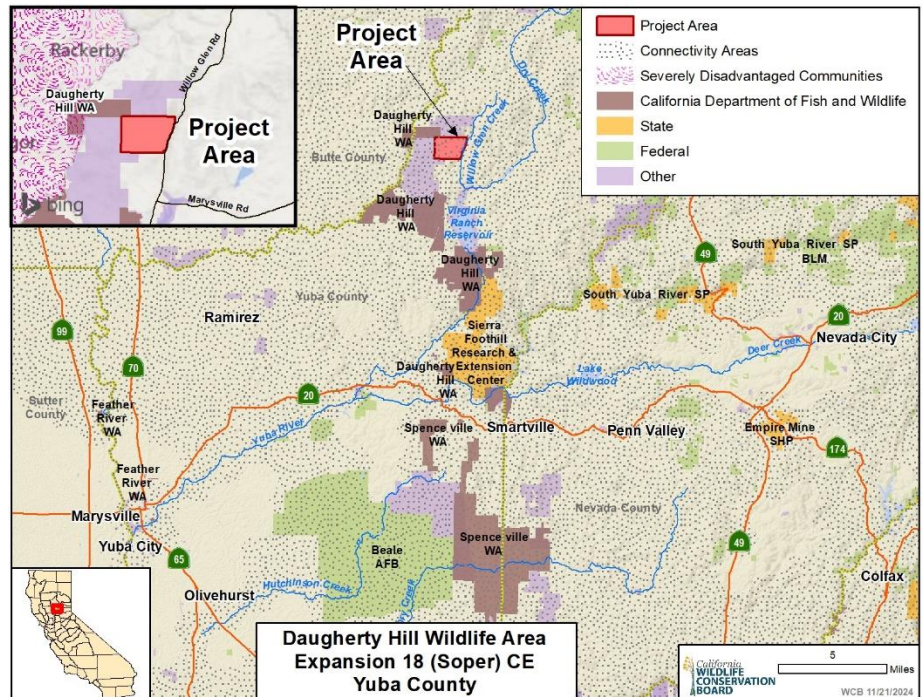 Rackerby
Willow Glen Rd
Daugherty
Hill WA
Project
Area
Marysville Rd
bing
Project
Area
Dry Creek
Daugherty
Hill
WA
Willow Glen Creek
Butte County
Daugherty
Hill
WA
Virginia
Ranch
Reservoir
Daugherty
Hill
WA
Project Area
Connectivity Areas
Severely Disadvantaged Communities
California Department of Fish and Wildlife
State
Federal
Other
49
South Yuba River SP
BLM
South Yuba River SP
Yuba County
Ramirez
99
70
20
Nevada City
Deer Creek
Lake
Wildwood
Sierra
Foothill
Research &
Extension
Center
Daugherty
Hill
WA
20
Sutter
County
Feather
River
WA
Yuba River
Smartville
Penn Valley
Empire Mine
SHP
174
Spence ville
WA
Feather
River
WA
Marysville
Yuba City
65
Nevada County
Beale
AFB
Spence ville
WA
49
Colfax
Hutchinson Creek
Olivehurst
Daugherty Hill Wildlife Area
Expansion 18 (Soper) CE
Yuba County
California
WILDLIFE
CONSERVATION
BOARD
5
Miles
WCB 11/21/2024